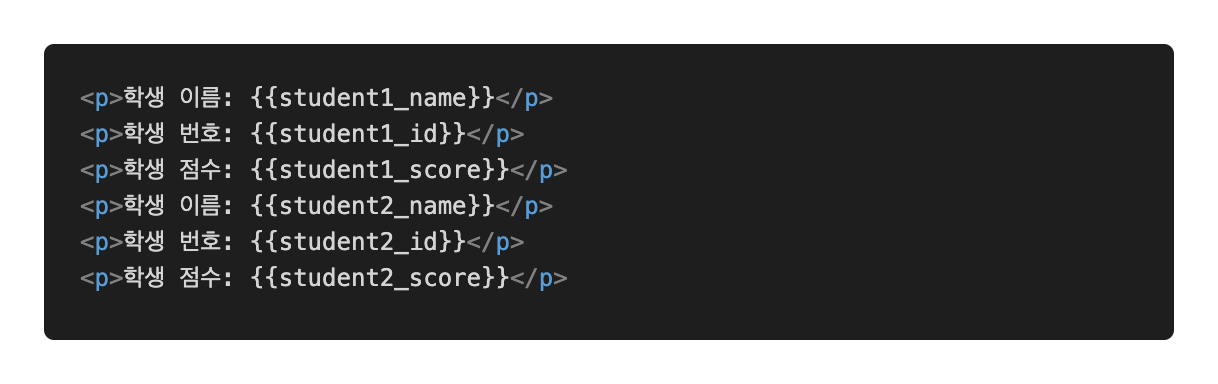 <p>학생 이름: {{student1_name}}</p>
<p>학생 번호: {{student1_id}}</p>
<p>학생 점수: {{student1_score}}</p>
<p>학생 이름: {{student2_name}}</p>
<p>학생 번호: {{student2_id}}</p>
<p>학생 점수: {{student2_score}}</p>